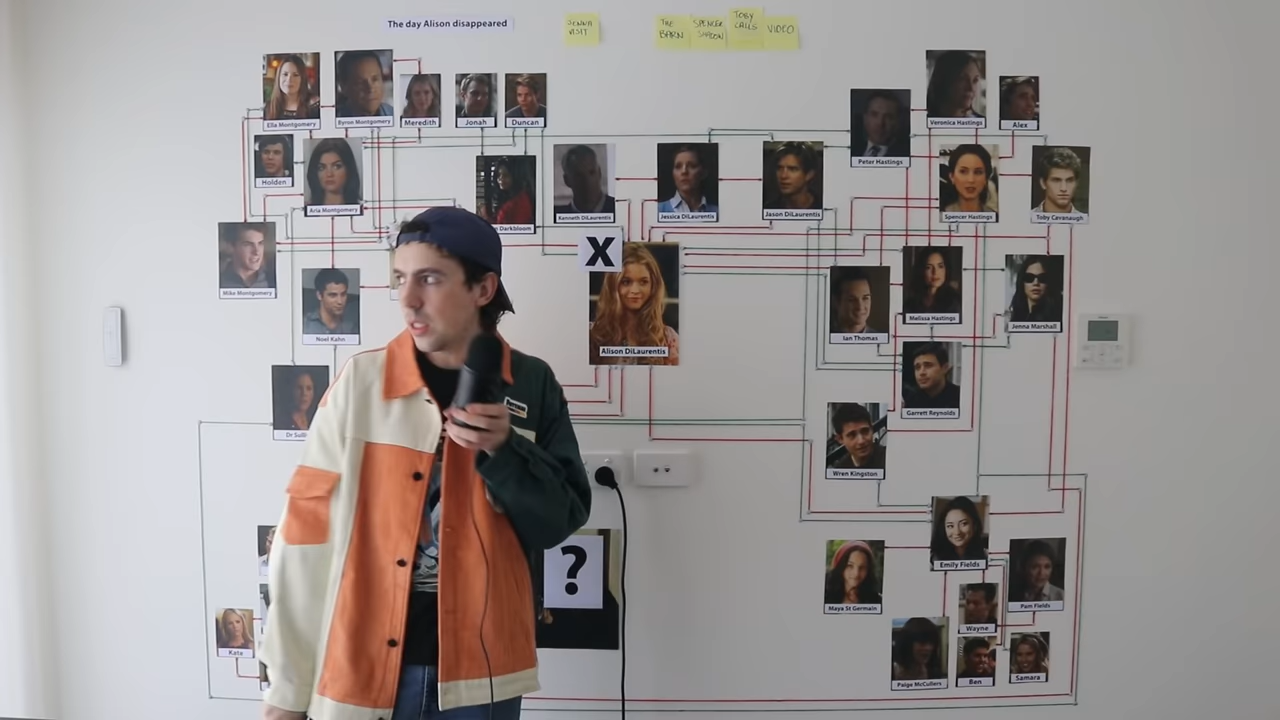 The day Alison disappeared
JENNA
VISIT
THE
BARN
SPENCER
TOBY
CALLS
VIDEO
Ella Montgomery
Byron Montgomery
Meredith
Jonah
Duncan
Veronica Hastings
Alex
Peter Hastings
Holden
Aria Montgomery
Kenneth DiLaurentis
Jessica DiLaurentis
Jason DiLaurentis
Spencer Hastings
Toby Cavanaugh
Darkbloom
X
Mike Montgomery
Noel Kahn
Alison DiLaurentis
Ian Thomas
Melissa Hastings
Jenna Marshall
Garrett Reynolds
Dr Sulli
Wren Kingston
Emily Fields
?
Maya St Germain
Pam Fields
Wayne
Kate
Paige McCullers
Ben
Samara